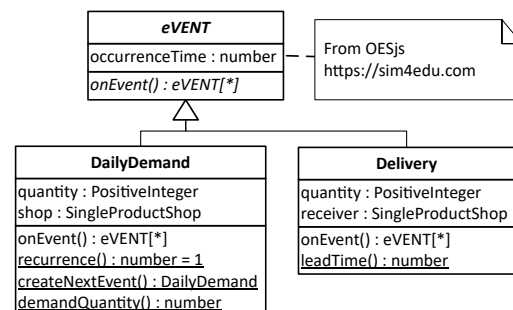 eVENT
occurrenceTime : number
onEvent() : eVENT[*]
From OESjs
https://sim4edu.com
DailyDemand
quantity : PositiveInteger
shop : SingleProductShop
onEvent() : eVENT[*]
recurrence() : number = 1
createNextEvent() : DailyDemand
demandQuantity() : number
Delivery
quantity : PositiveInteger
receiver : SingleProductShop
onEvent() : eVENT[*]
leadTime() : number